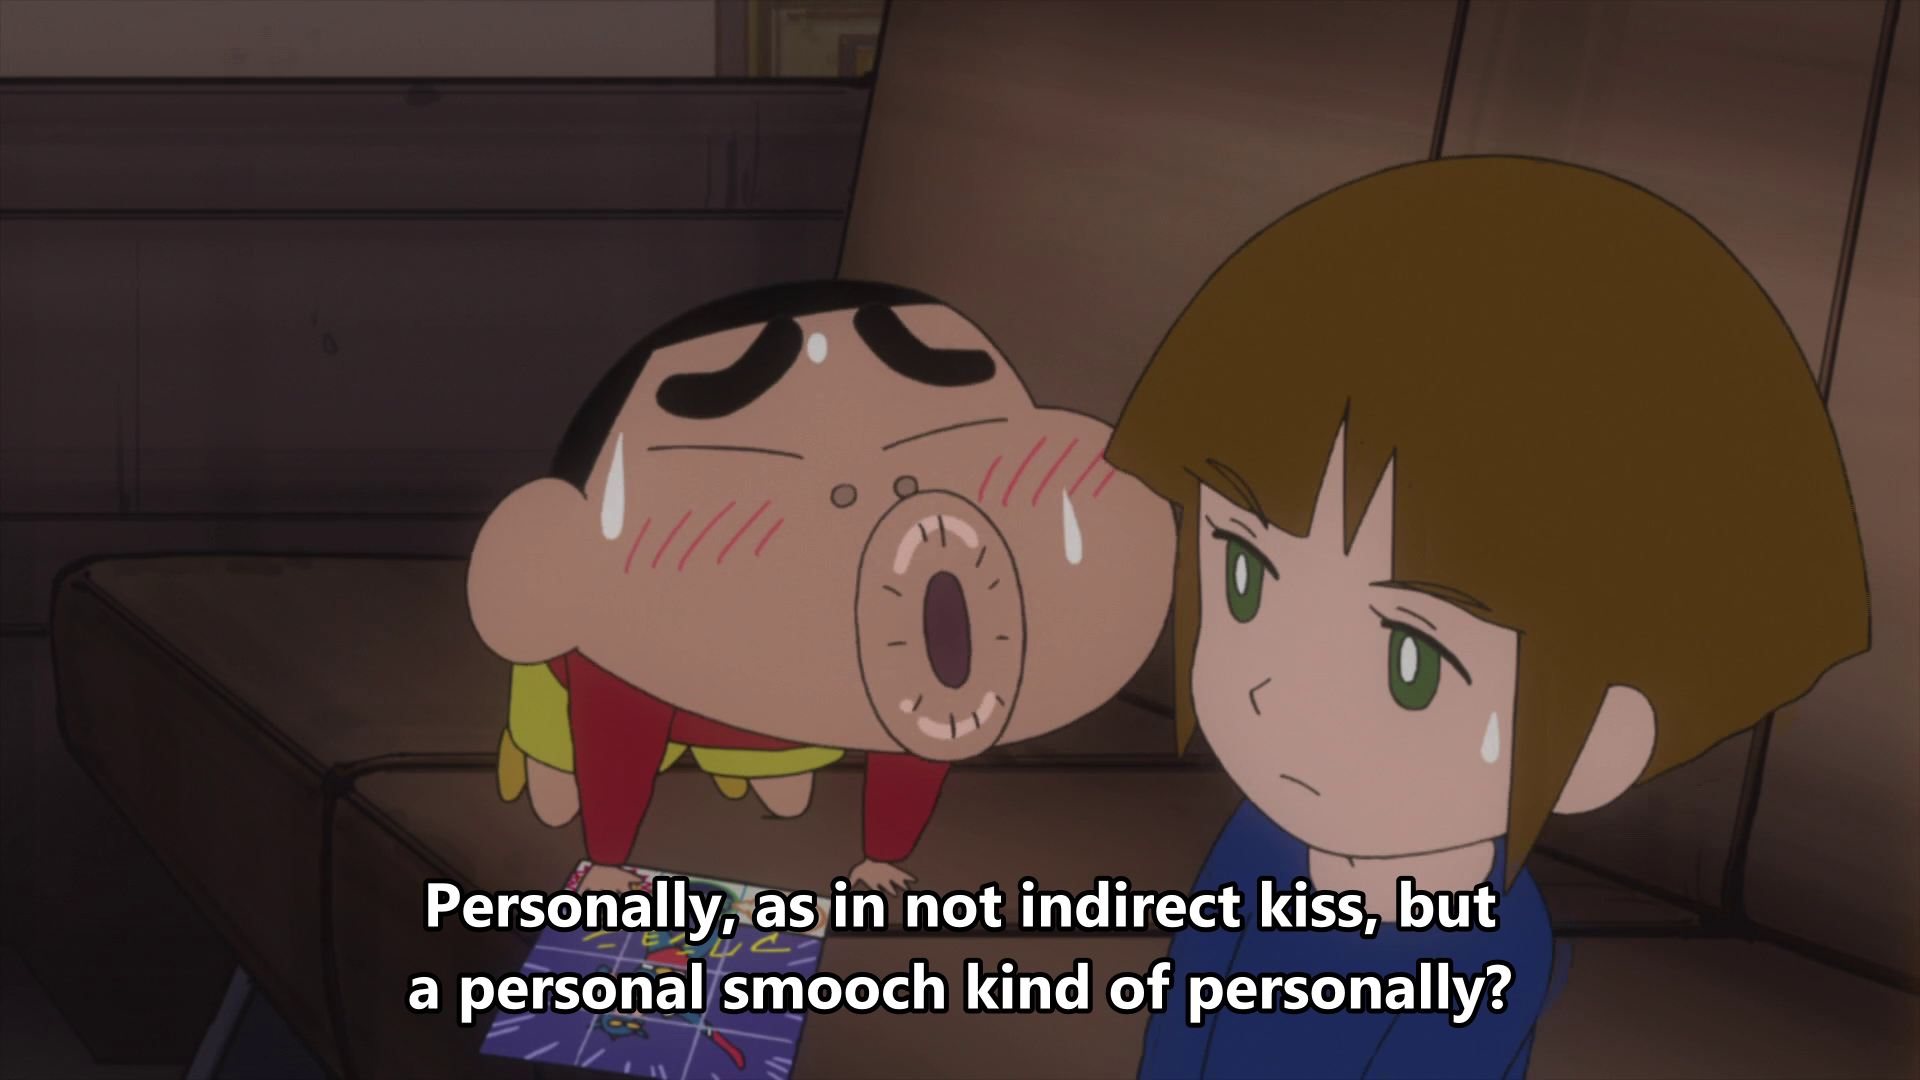 Personally, as in not indirect kiss, but
a personal smooch kind of personally?